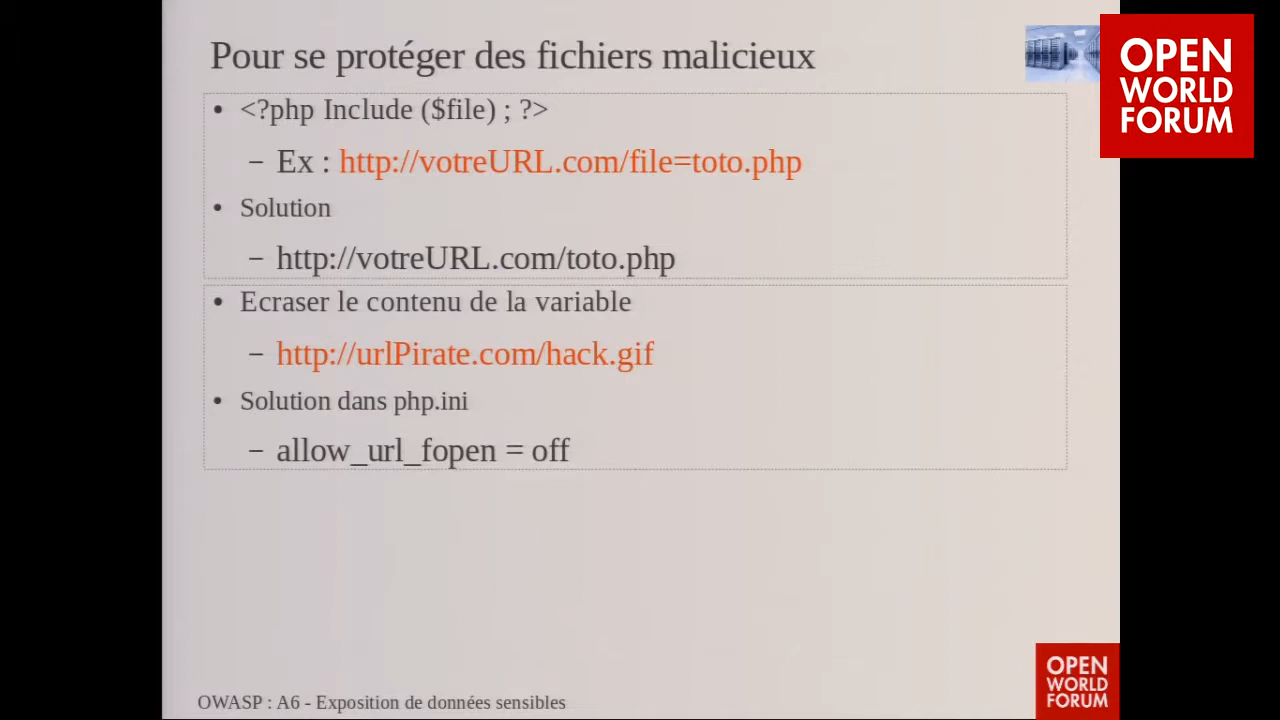 Pour se protéger des fichiers malicieux
OPEN
WORLD
FORUM
• <?php Include ($file) ; ?>
– Ex : http://votreURL.com/file=toto.php
• Solution
– http://votreURL.com/toto.php
• Ecraser le contenu de la variable
– http://urlPirate.com/hack.gif
• Solution dans php.ini
– allow_url_fopen = off
OPEN
WORLD
FORUM
OWASP : A6 - Exposition de données sensibles